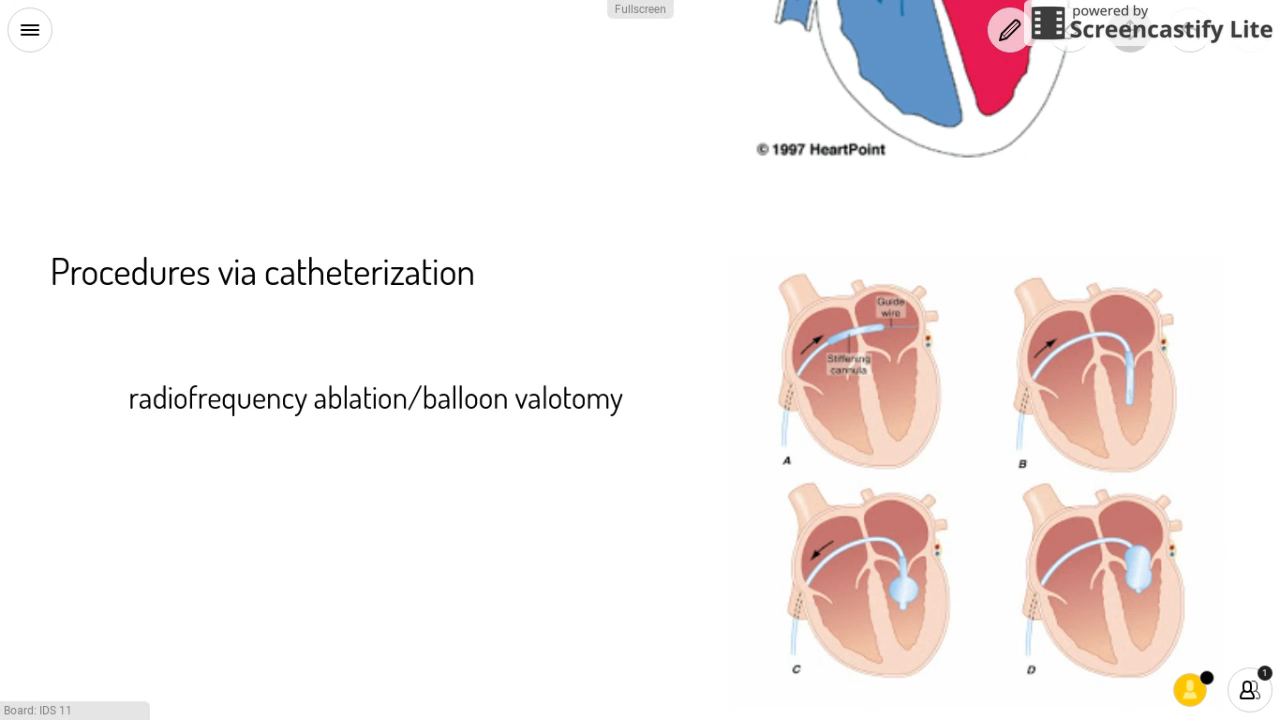 Fullscreen
powered by
Screencastify Lite
© 1997 HeartPoint
Procedures via catheterization
radiofrequency ablation/balloon valotomy
Guide
wire
Stiffening
cannula
A
B
C
D
1
Board: IDS 11